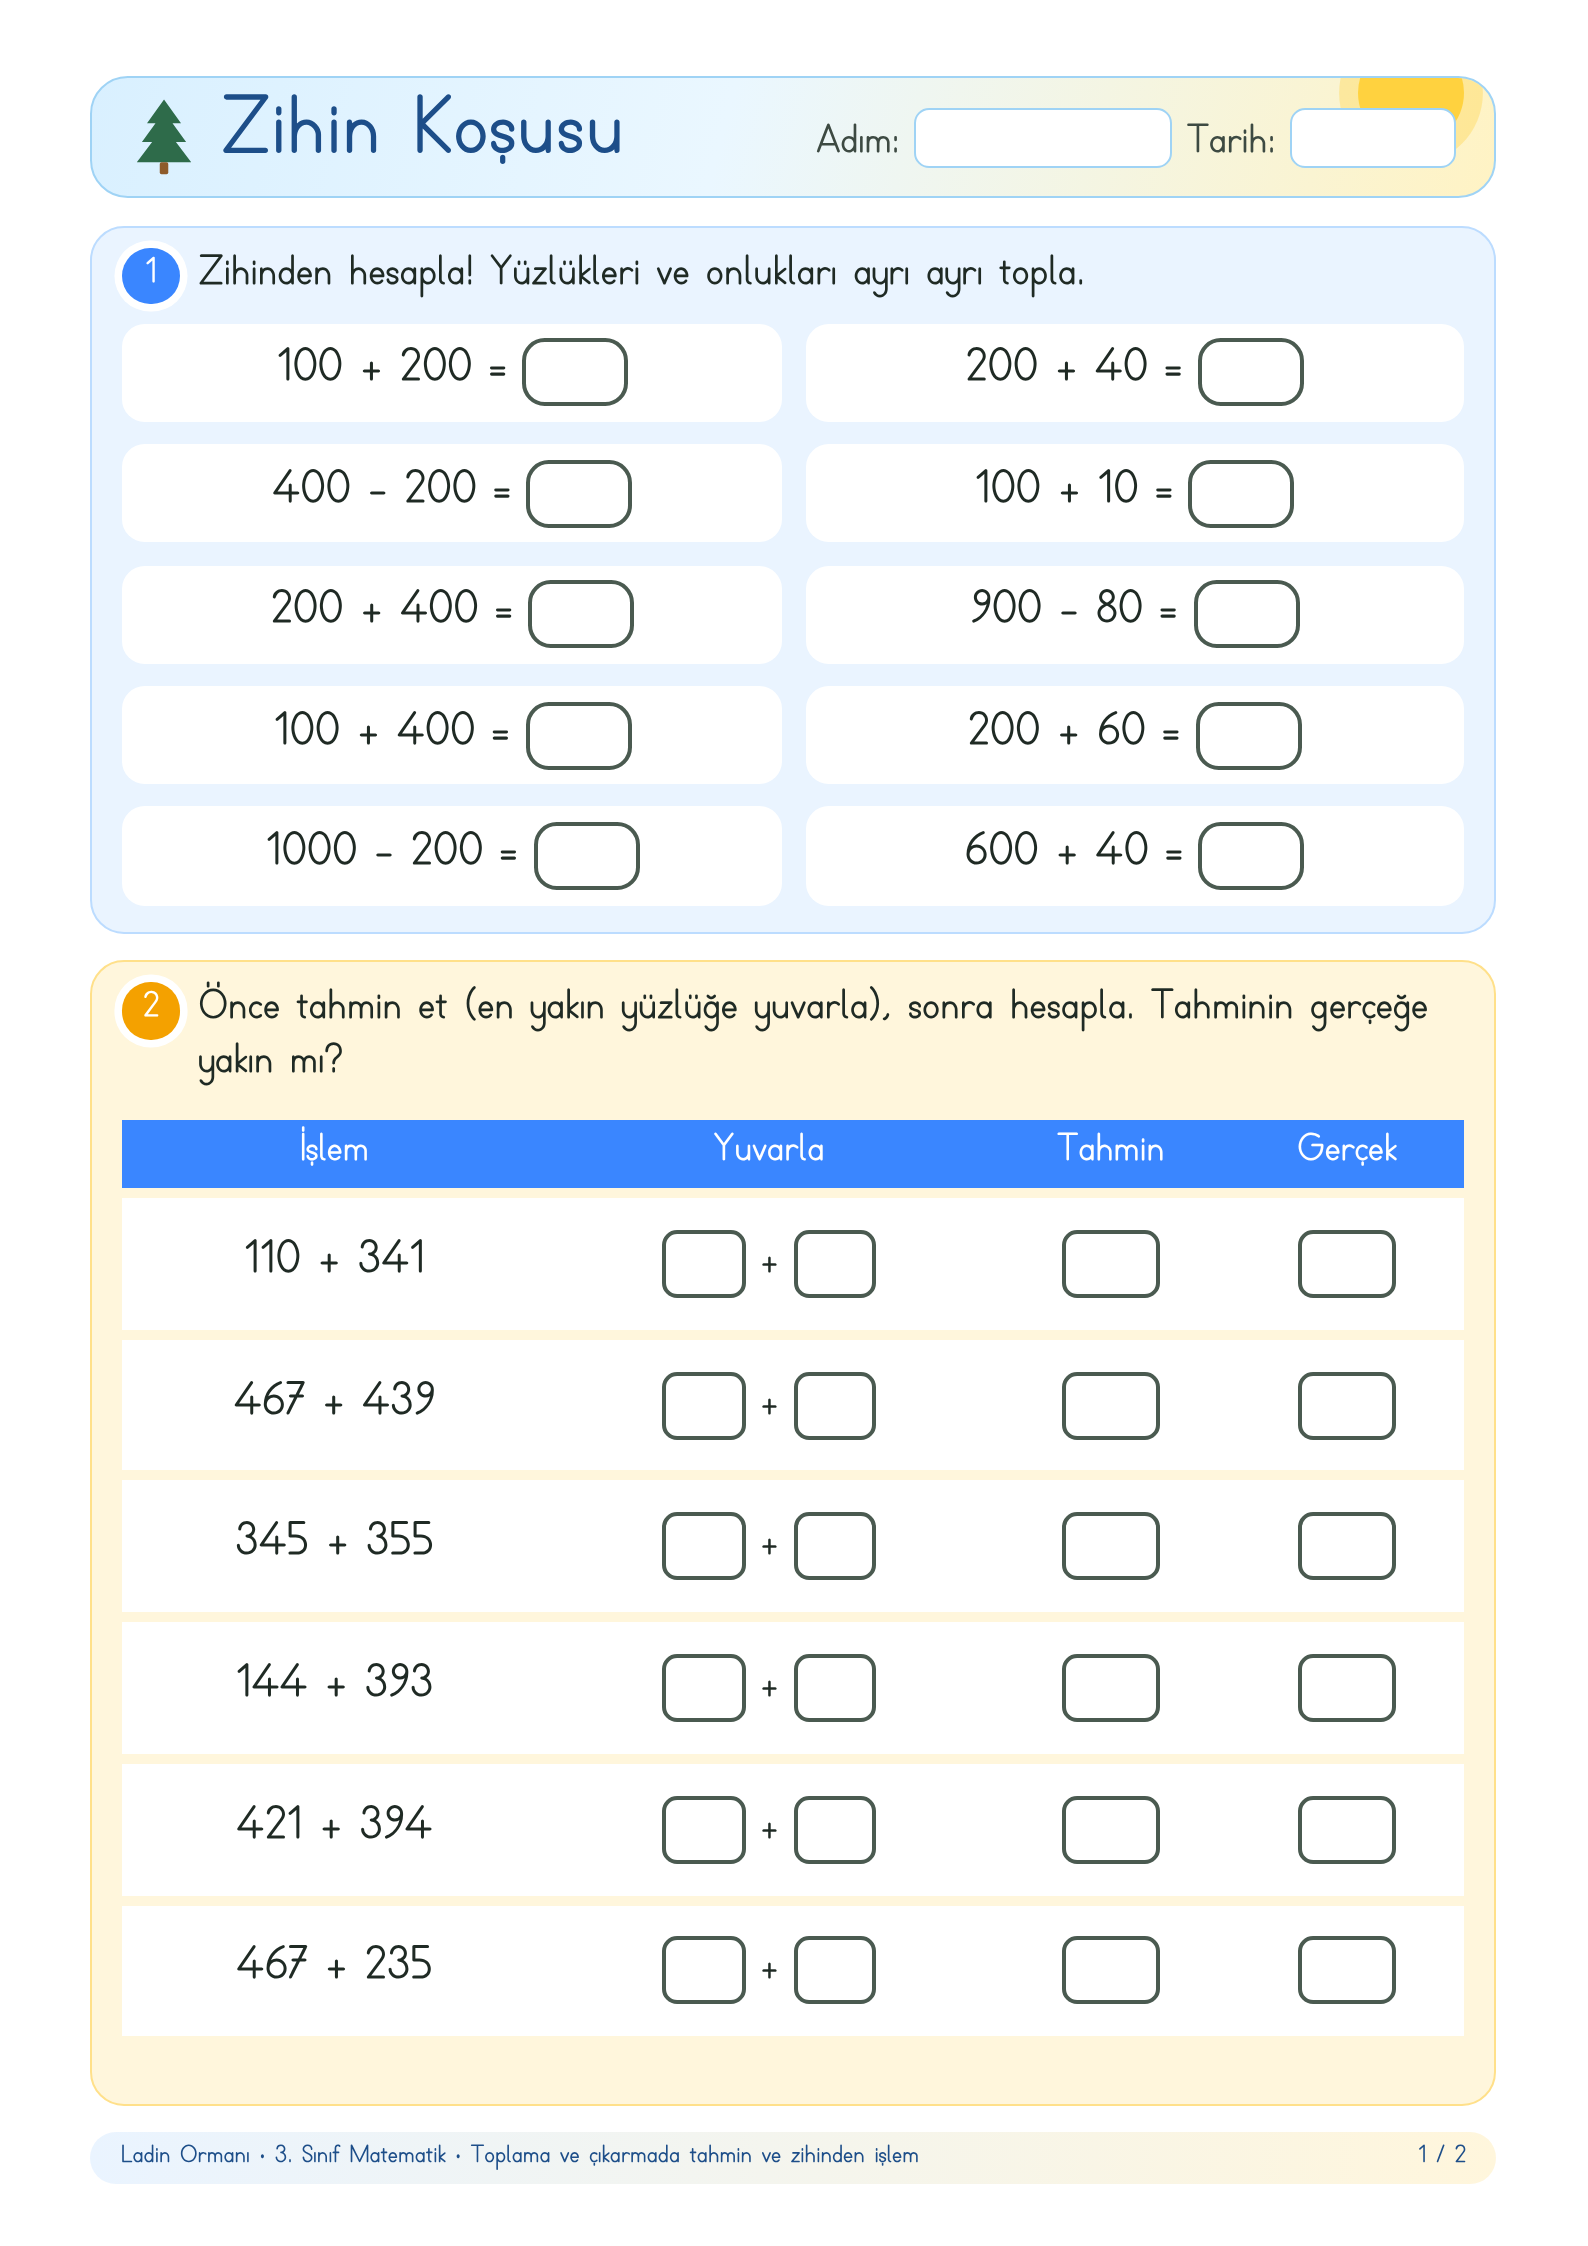 Zihin Koşusu Adım: Tarih:
1 Zihinden hesapla! Yüzlükleri ve onlukları ayrı ayrı topla.
100 + 200 = 200 + 40 =
400 - 200 = 100 + 10 =
200 + 400 = 900 - 80 =
100 + 400 = 200 + 60 =
1000 - 200 = 600 + 40 =
2 Önce tahmin et (en yakın yüzlüğe yuvarla), sonra hesapla. Tahminin gerçeğe
yakın mı?
İşlem Yuvarla Tahmin Gerçek
110 + 341 +
467 + 439 +
345 + 355 +
144 + 393 +
421 + 394 +
467 + 235 +
Ladin Ormanı • 3. Sınıf Matematik • Toplama ve çıkarmada tahmin ve zihinden işlem 1 / 2